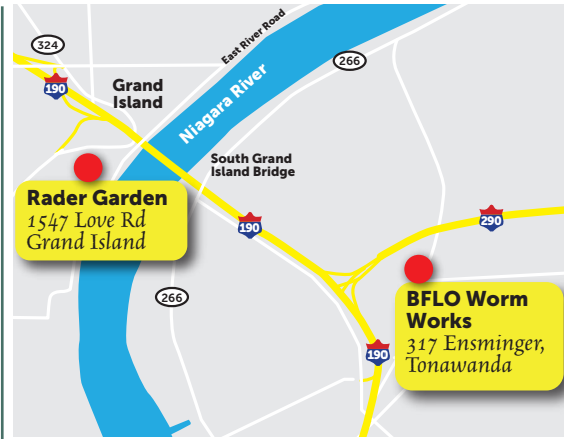 324
East River Road
266
190
Grand
Island
Niagara River
South Grand
Island Bridge
Rader Garden
1547 Love Rd
Grand Island
190
290
266
BFLO Worm
Works
317 Ensminger,
Tonawanda
190